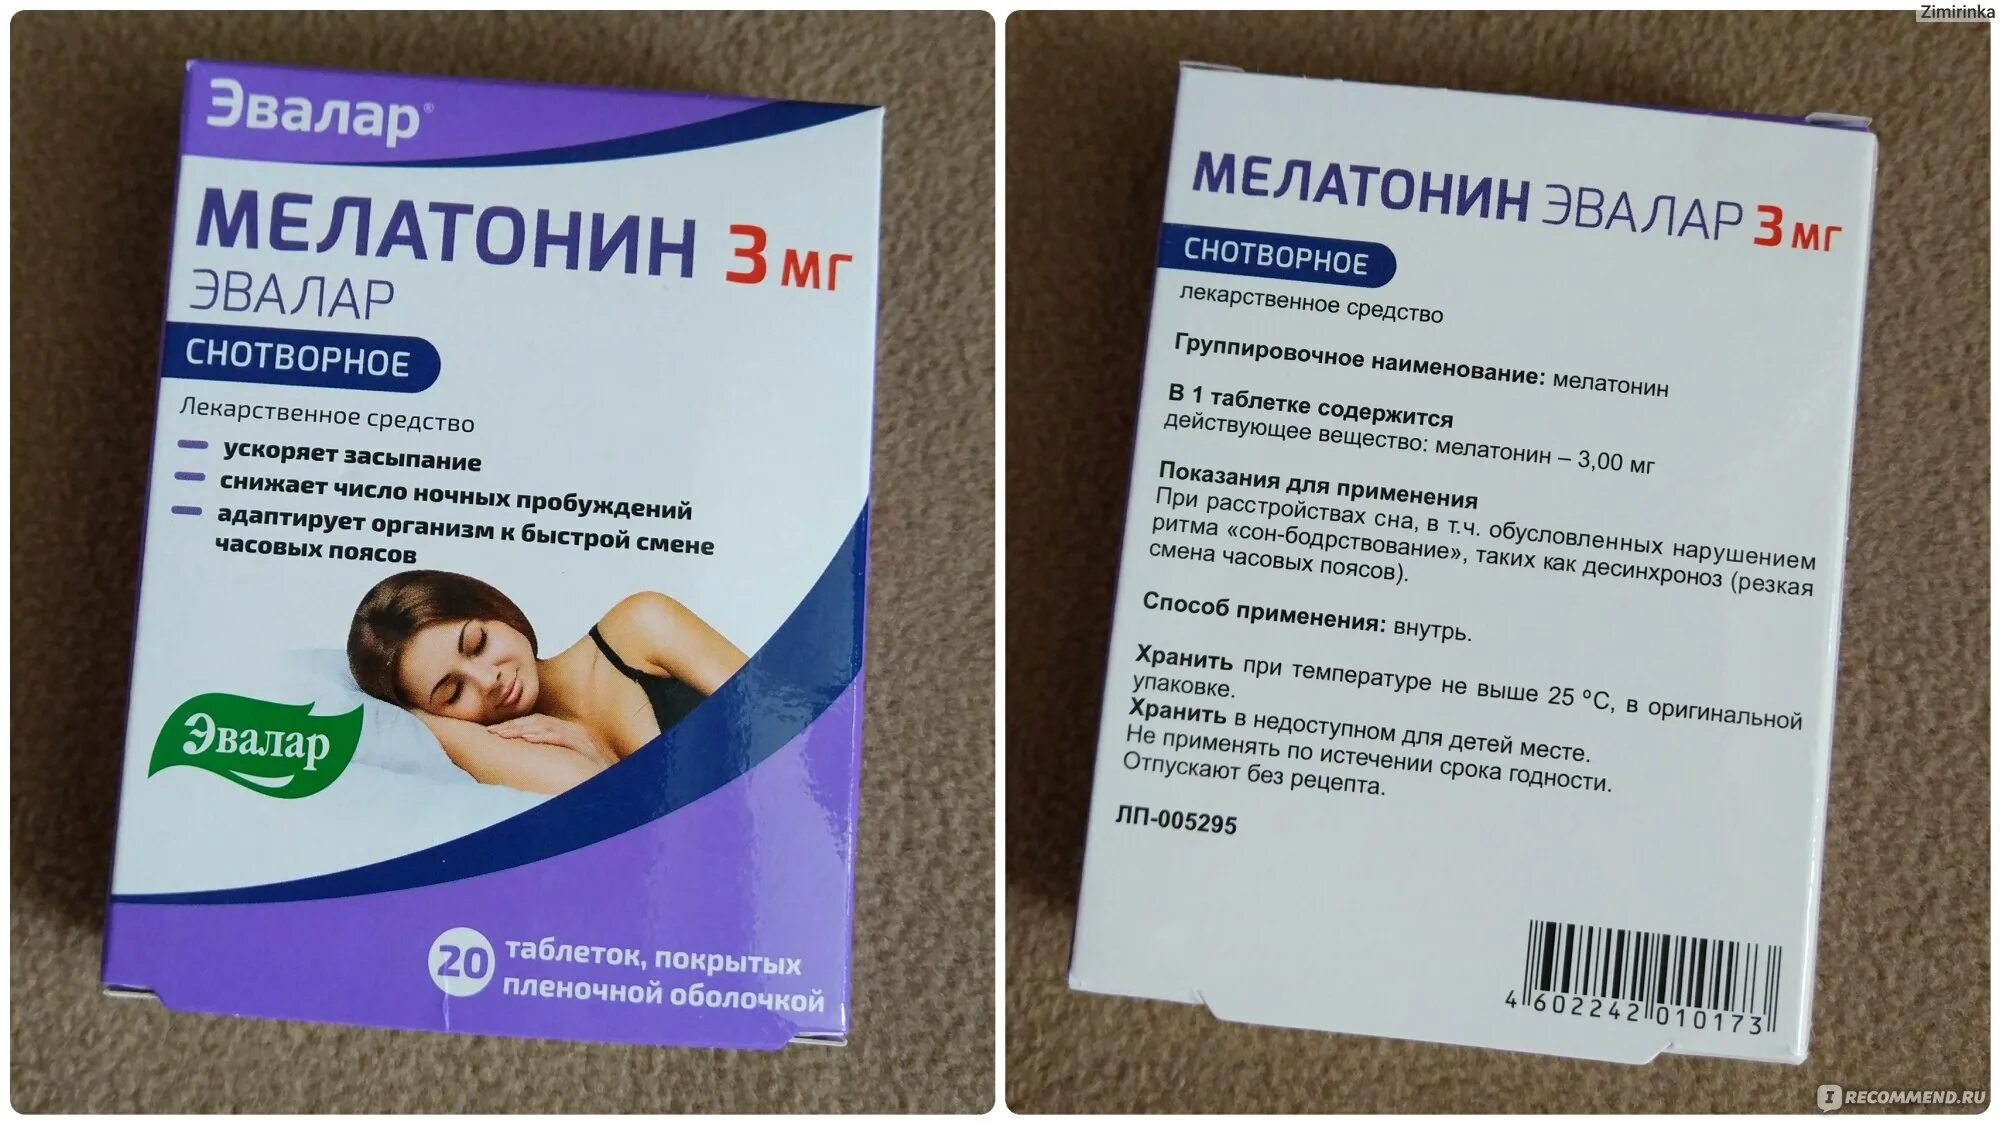 Эвалар®
МЕЛАТОНИН 3 мг
ЭВАЛАР
СНОТВОРНОЕ
Лекарственное средство
ускоряет засыпание
снижает число ночных пробуждений
адаптирует организм к быстрой смене
часовых поясов
Эвалар
20 таблеток, покрытых
пленочной оболочкой
Zimirinka
МЕЛАТОНИН ЭВАЛАР 3 мг
СНОТВОРНОЕ
лекарственное средство
Группировочное наименование: мелатонин
В 1 таблетке содержится
действующее вещество: мелатонин – 3,00 мг
Показания для применения
При расстройствах сна, в т.ч. обусловленных нарушением
ритма «сон-бодрствование», таких как десинхроноз (резкая
смена часовых поясов).
Способ применения: внутрь.
Хранить при температуре не выше 25 ºС, в оригинальной
упаковке.
Хранить в недоступном для детей месте.
Не применять по истечении срока годности.
Отпускают без рецепта.
ЛП-005295
4 602242 010173
IRECOMMEND.RU